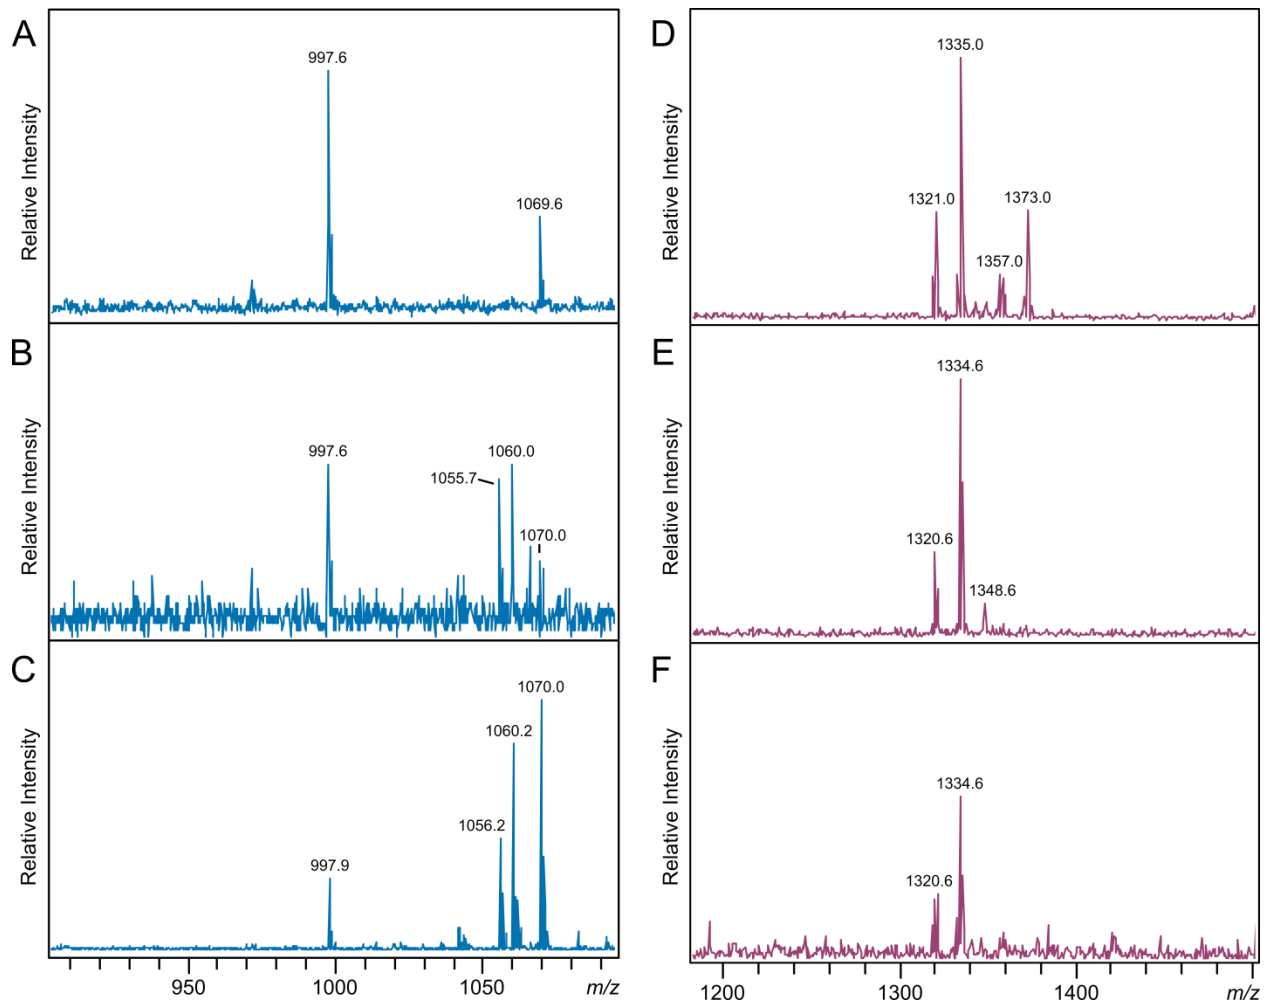 A
Relative Intensity
997.6
1069.6
B
Relative Intensity
997.6
1055.7
1060.0
1070.0
C
Relative Intensity
997.9
1056.2
1060.2
1070.0
950
1000
1050
m/z
D
Relative Intensity
1335.0
1321.0
1357.0
1373.0
E
Relative Intensity
1334.6
1320.6
1348.6
F
Relative Intensity
1334.6
1320.6
1200
1300
1400
m/z